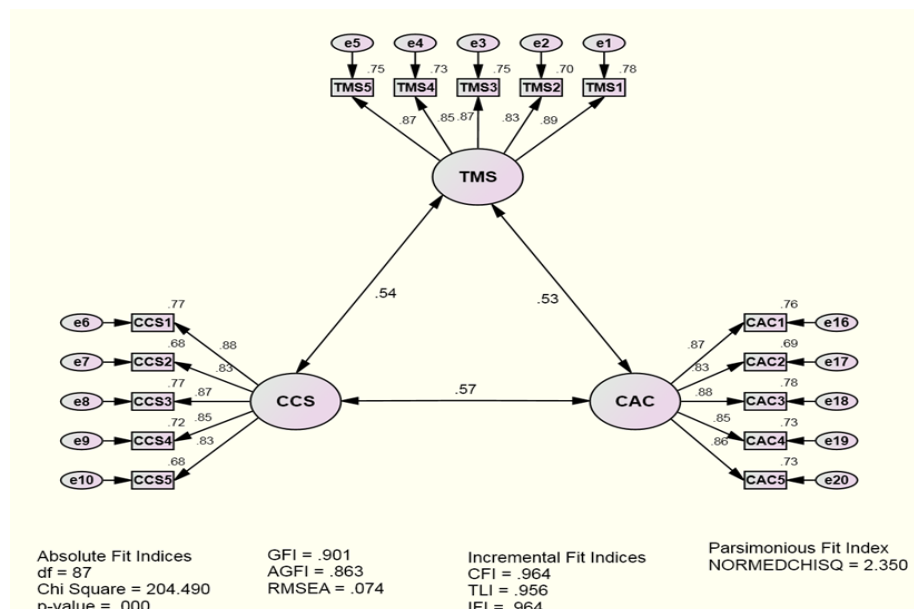 e5 e4 e3 e2 e1
.75 .73 .75 .70 .78
TMS5 TMS4 TMS3 TMS2 TMS1
.87 .85 .87 .83 .89
TMS
.54 .53
.77 .76
e6 CCS1 CAC1 e16
.88 .87
.68 .69
e7 CCS2 CAC2 e17
.83 .83
.77 .78
e8 CCS3 .87 CCS .57 CAC .88 CAC3 e18
.72 .85 .85 .73
e9 CCS4 CAC4 e19
.83 .86
.68 .73
e10 CCS5 CAC5 e20
Absolute Fit Indices
df = 87
Chi Square = 204.490
p-value = .000
GFI = .901
AGFI = .863
RMSEA = .074
Incremental Fit Indices
CFI = .964
TLI = .956
IFI = .964
Parsimonious Fit Index
NORMEDCHISQ = 2.350